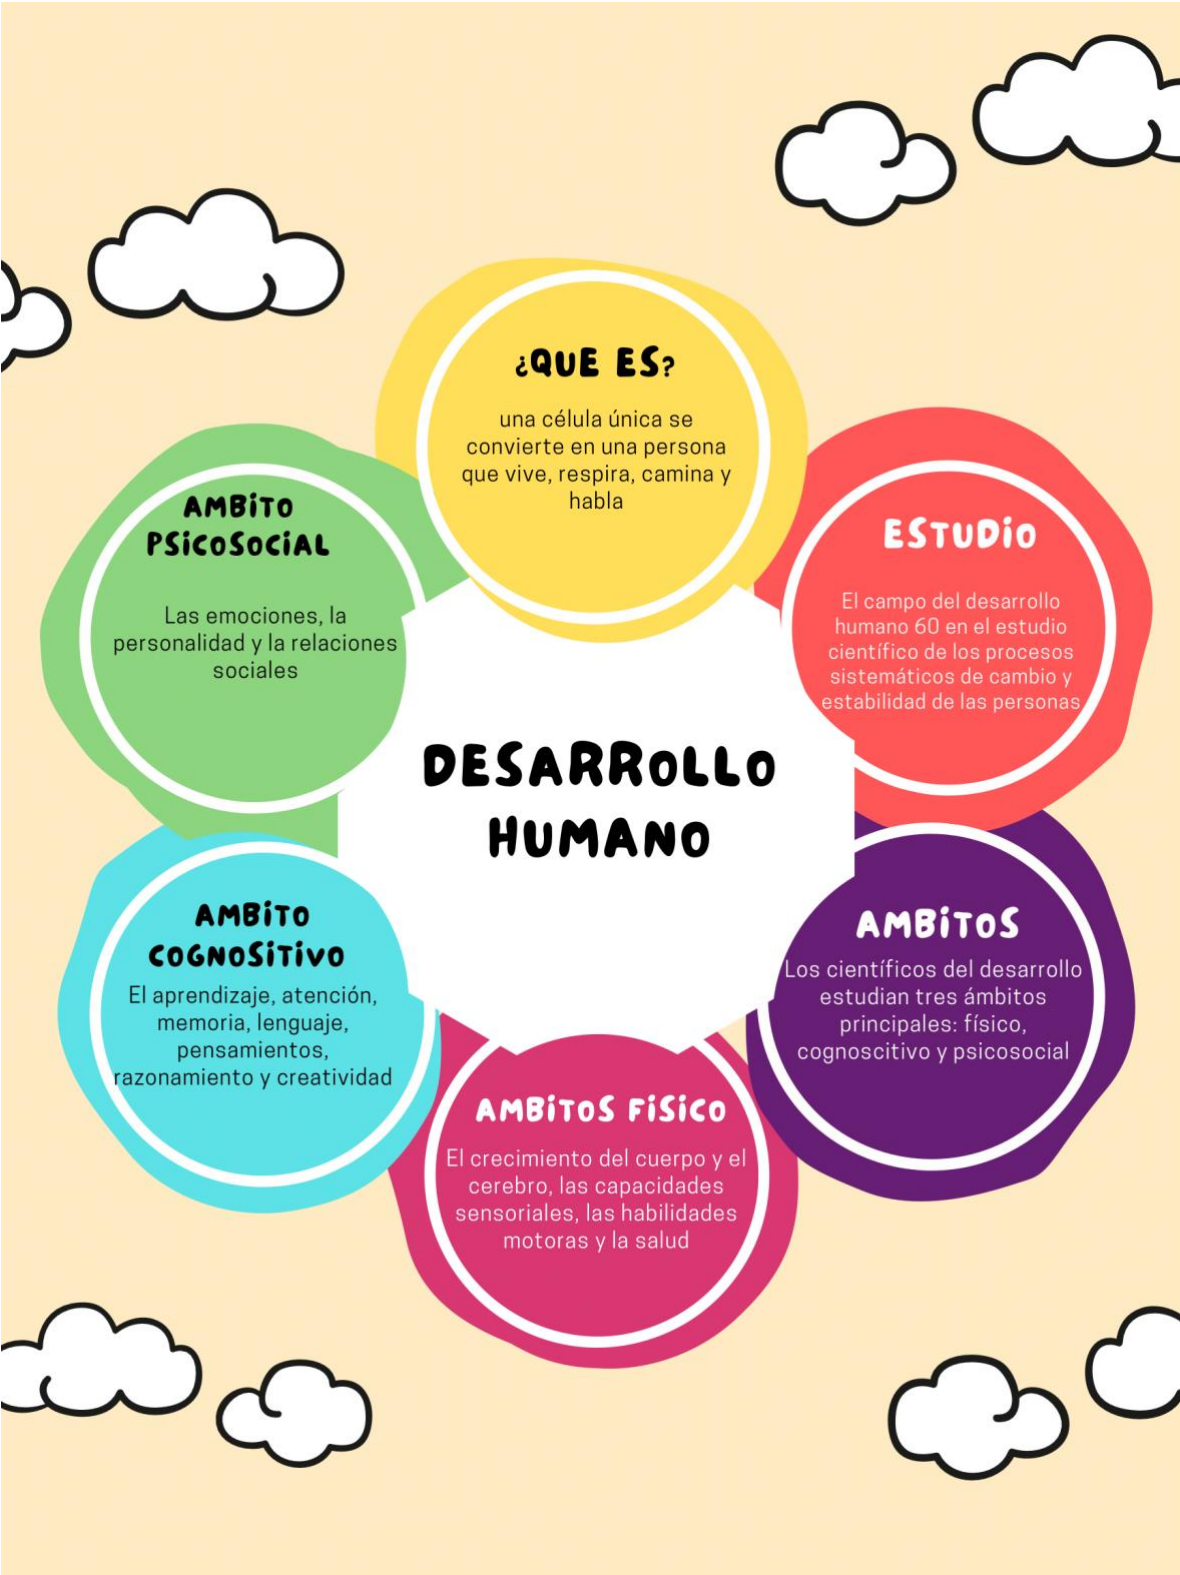 ¿QUE ES?
una célula única se
convierte en una persona
que vive, respira, camina y
habla
ESTUDIO
El campo del desarrollo
humano 60 en el estudio
científico de los procesos
sistemáticos de cambio y
estabilidad de las personas
AMBITOS
Los científicos del desarrollo
estudian tres ámbitos
principales: físico,
cognoscitivo y psicosocial
AMBITOS FISICO
El crecimiento del cuerpo y el
cerebro, las capacidades
sensoriales, las habilidades
motoras y la salud
AMBITO
COGNOSITIVO
El aprendizaje, atención,
memoria, lenguaje,
pensamientos,
razonamiento y creatividad
AMBITO
PSICOSOCIAL
Las emociones, la
personalidad y la relaciones
sociales
DESARROLLO
HUMANO